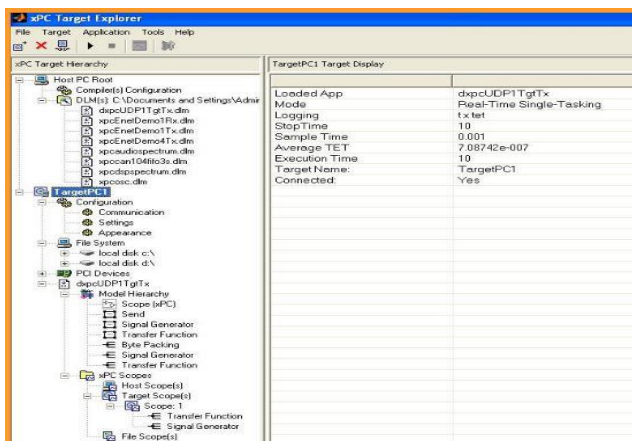 xPC Target Explorer
File Target Application Tools Help
xPC Target Hierarchy
Host PC Root
Compiler(s) Configuration
DLM(s): C:\Documents and Settings\Admir
dxpcUDP1TgtTx.dlm
xpcEnetDemo1Rx.dlm
xpcEnetDemo1Tx.dlm
xpcEnetDemo4Tx.dlm
xpcaudiospectrum.dlm
xpccan104fifo3s.dlm
xpcdspspectrum.dlm
xpcosc.dlm
TargetPC1
Configuration
Communication
Settings
Appearance
File System
local disk c:\
local disk d:\
PCI Devices
dxpcUDP1TgtTx
Model Hierarchy
Scope (xPC)
Send
Signal Generator
Transfer Function
Byte Packing
Signal Generator
Transfer Function
xPC Scopes
Host Scope(s)
Target Scope(s)
Scope: 1
Transfer Function
Signal Generator
File Scope(s)
TargetPC1 Target Display
Loaded App dxpcUDP1TgtTx
Mode Real-Time Single-Tasking
Logging t x tet
StopTime 10
Sample Time 0.001
Average TET 7.08742e-007
Execution Time 10
Target Name: TargetPC1
Connected: Yes